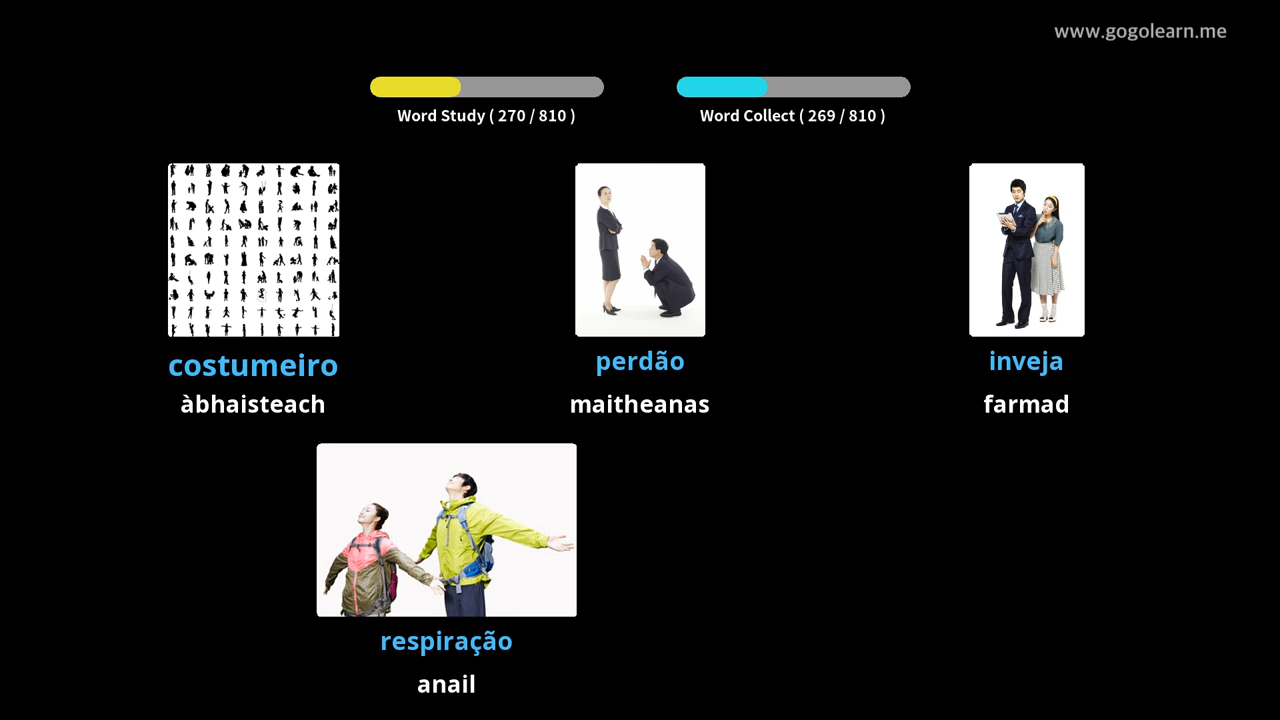 www.gogolearn.me
Word Study ( 270 / 810 )
Word Collect ( 269 / 810 )
costumeiro
àbhaisteach
perdão
maitheanas
inveja
farmad
respiração
anail